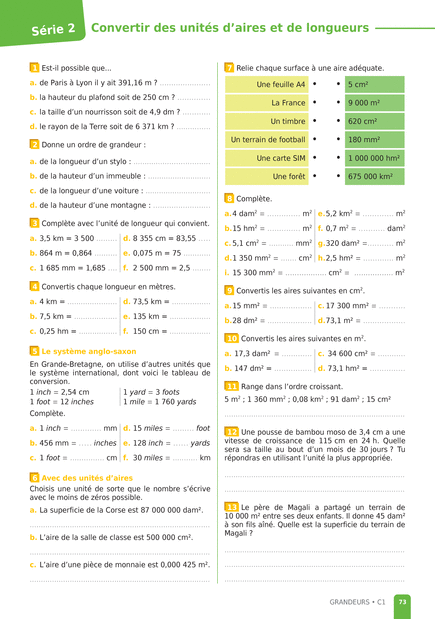 Série 2
Convertir des unités d’aires et de longueurs
1 Est-il possible que…
a. de Paris à Lyon il y ait 391,16 m ? ......................
b. la hauteur du plafond soit de 250 cm ? ..............
c. la taille d’un nourrisson soit de 4,9 dm ? ............
d. le rayon de la Terre soit de 6 371 km ? ..............
2 Donne un ordre de grandeur :
a. de la longueur d’un stylo : .................................
b. de la hauteur d’un immeuble : ...........................
c. de la longueur d’une voiture : ............................
d. de la hauteur d’une montagne : .........................
3 Complète avec l’unité de longueur qui convient.
a. 3,5 km = 3 500 .......... d. 8 355 cm = 83,55 .....
b. 864 m = 0,864 ........... e. 0,075 m = 75 ............
c. 1 685 mm = 1,685 ..... f. 2 500 mm = 2,5 ........
4 Convertis chaque longueur en mètres.
a. 4 km = ...................... d. 73,5 km = .................
b. 7,5 km = ................... e. 135 km = ..................
c. 0,25 hm = ................. f. 150 cm = ...................
5 Le système anglo-saxon
En Grande-Bretagne, on utilise d’autres unités que
le système international, dont voici le tableau de
conversion.
1 inch = 2,54 cm 1 yard = 3 foots
1 foot = 12 inches 1 mile = 1 760 yards
Complète.
a. 1 inch = ............. mm d. 15 miles = ......... foot
b. 456 mm = ...... inches e. 128 inch = ...... yards
c. 1 foot = ............... cm f. 30 miles = ........... km
6 Avec des unités d’aires
Choisis une unité de sorte que le nombre s’écrive
avec le moins de zéros possible.
a. La superficie de la Corse est 87 000 000 dam².
b. L’aire de la salle de classe est 500 000 cm².
c. L’aire d’une pièce de monnaie est 0,000 425 m².
7 Relie chaque surface à une aire adéquate.
Une feuille A4 • • 5 cm²
La France • • 9 000 m²
Un timbre • • 620 cm²
Un terrain de football • • 180 mm²
Une carte SIM • • 1 000 000 hm²
Une forêt • • 675 000 km²
8 Complète.
a. 4 dam² = .............. m² e. 5,2 km² = .............. m²
b. 15 hm² = .............. m² f. 0,7 m² = ........... dam²
c. 5,1 cm² = ......... mm² g. 320 dam² =.......... m²
d. 1 350 mm² = ...... cm² h. 2,5 hm² = ............ m²
i. 15 300 mm² = ................. cm² = ................ m²
9 Convertis les aires suivantes en cm².
a. 15 mm² = ................ c. 17 300 mm² = ..........
b. 28 dm² = ................. d. 73,1 m² = ................
10 Convertis les aires suivantes en m².
a. 17,3 dam² = ............ c. 34 600 cm² = ...........
b. 147 dm² = ............... d. 73,1 hm² = ..............
11 Range dans l’ordre croissant.
5 m² ; 1 360 mm² ; 0,08 km² ; 91 dam² ; 15 cm²
12 Une pousse de bambou moso de 3,4 cm a une
vitesse de croissance de 115 cm en 24 h. Quelle
sera sa taille au bout d’un mois de 30 jours ? Tu
répondras en utilisant l’unité la plus appropriée.
13 Le père de Magali a partagé un terrain de
10 000 m² entre ses deux enfants. Il donne 45 dam²
à son fils aîné. Quelle est la superficie du terrain de
Magali ?
GRANDEURS • C1 73